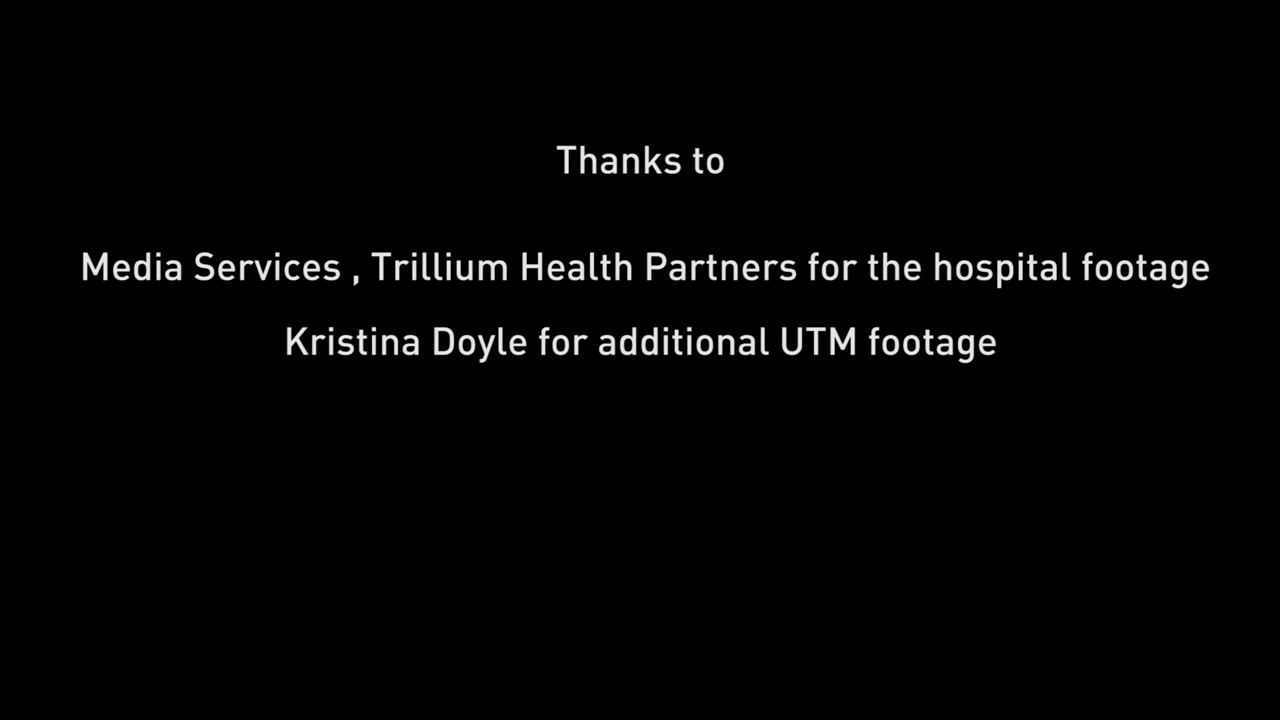 Thanks to
Media Services , Trillium Health Partners for the hospital footage
Kristina Doyle for additional UTM footage